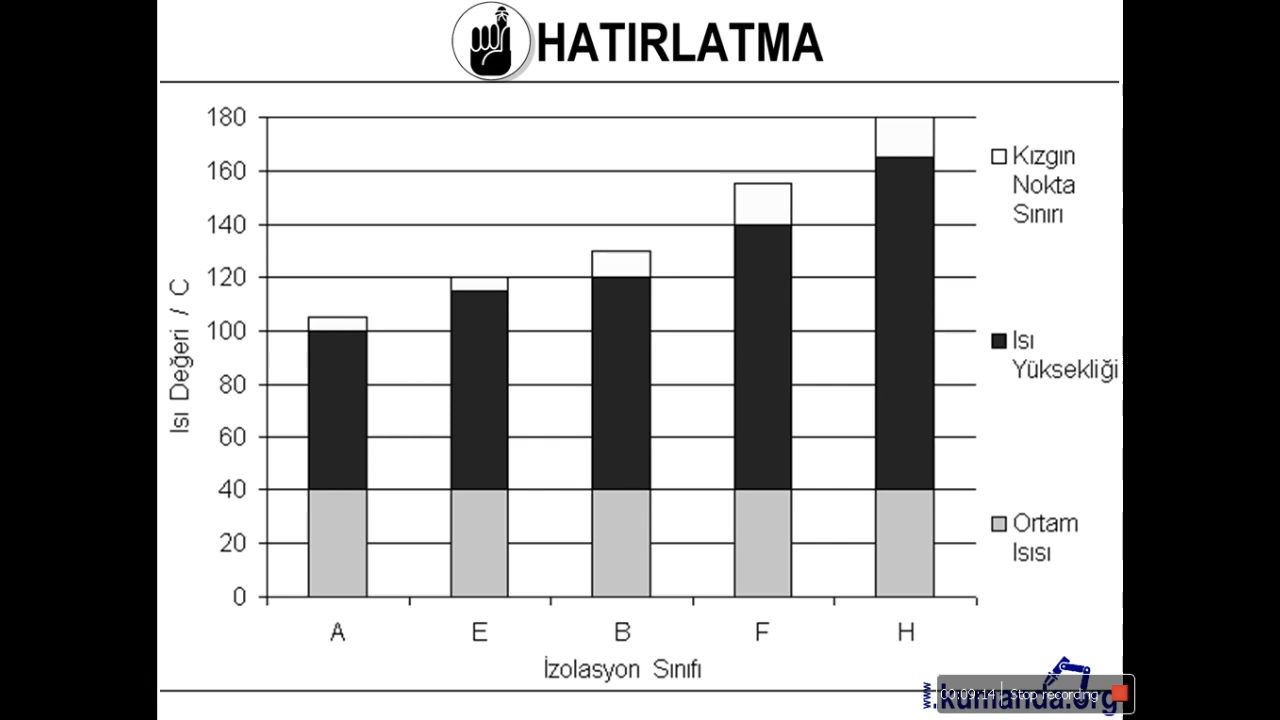 HATIRLATMA
180
160
140
120
100
80
60
40
20
0
Isı Değeri / C
A E B F H
İzolasyon Sınıfı
Kızgın
Nokta
Sınırı
Isı
Yüksekliği
Ortam
Isısı
www.kumanda.org
00:09:14 Stop recording